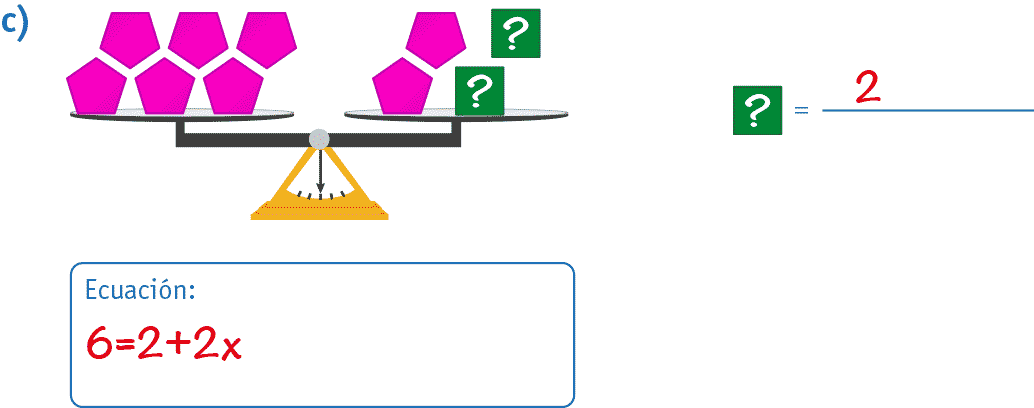 c)
?
?
? = 2
Ecuación:
6=2+2x